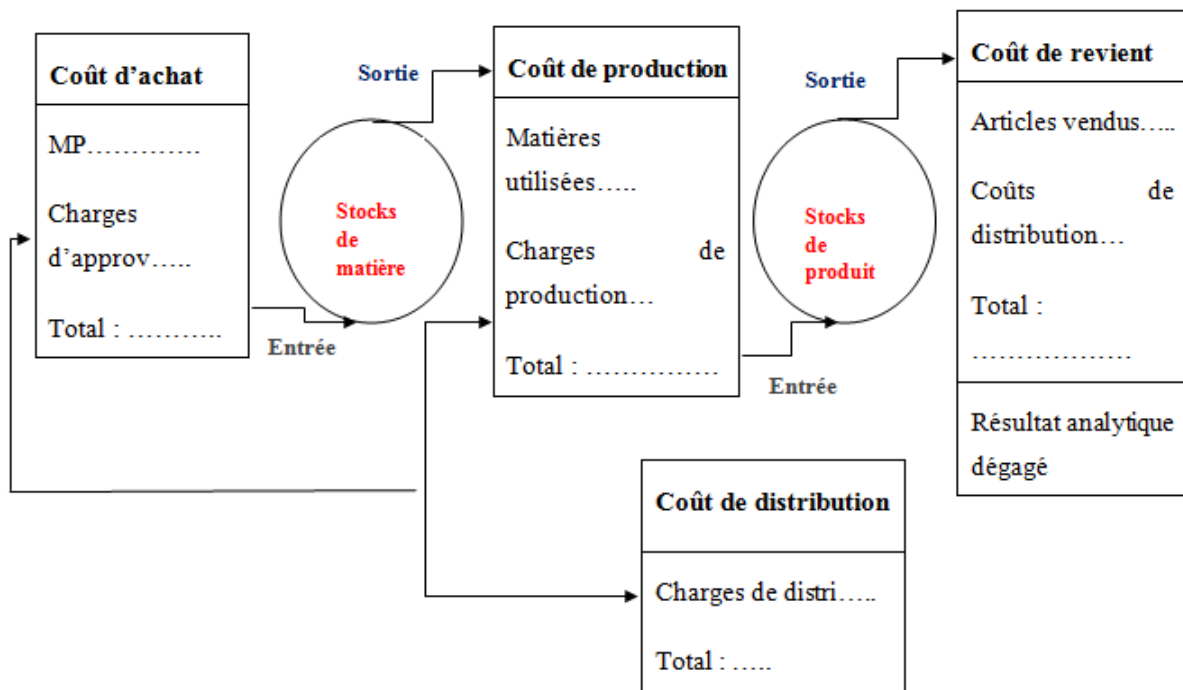 Coût d’achat
MP………….
Charges
d’approv…..
Total : ………..
Entrée
Sortie
Stocks
de
matière
Coût de production
Matières
utilisées…..
Charges de
production…
Total : ……………
Entrée
Sortie
Stocks
de
produit
Coût de revient
Articles vendus…..
Coûts de
distribution…
Total :
………………
Résultat analytique
dégagé
Coût de distribution
Charges de distri…..
Total : …..